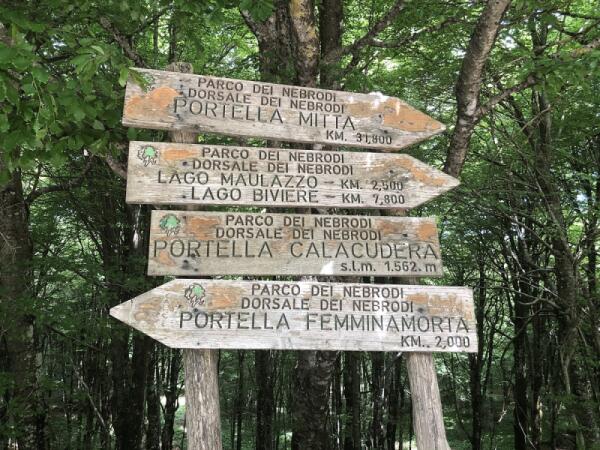 PARCO DEI NEBRODI
DORSALE DEI NEBRODI
PORTELLA MITTA
KM. 31,800
PARCO DEI NEBRODI
DORSALE DEI NEBRODI
LAGO MAULAZZO - KM. 2,500
LAGO BIVIERE - KM. 7,800
PARCO DEI NEBRODI
DORSALE DEI NEBRODI
PORTELLA CALACUDERA
s.l.m. 1.562 m
PARCO DEI NEBRODI
DORSALE DEI NEBRODI
PORTELLA FEMMINAMORTA
KM.. 2,000